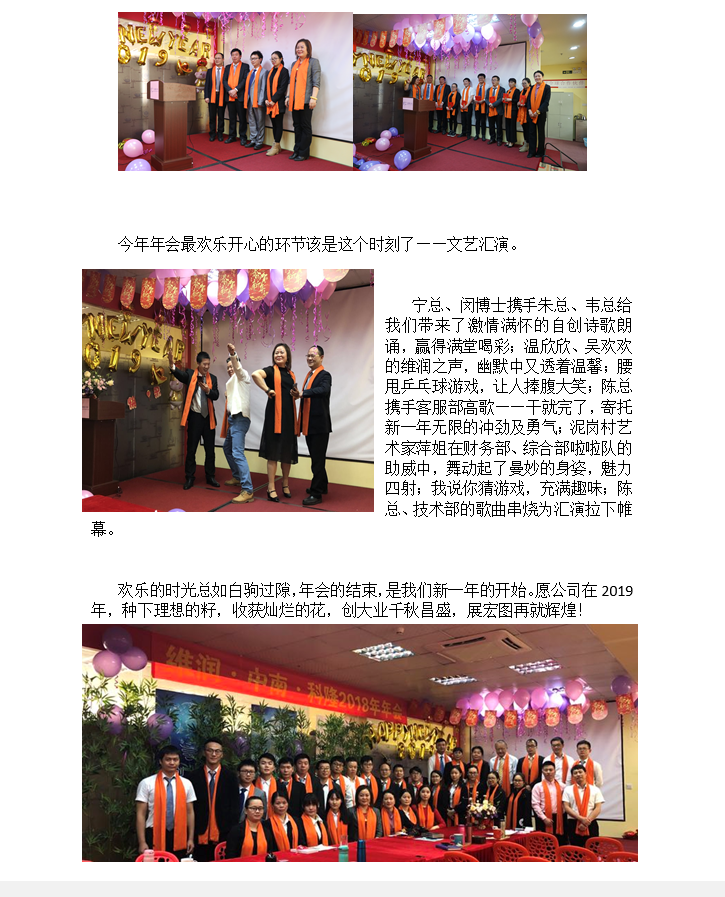 NEW YEAR
2019
NEW YEAR
2019
今年年会最欢乐开心的环节该是这个时刻了一一文艺汇演。
NEW YEAR
2019
宁总、闵博士携手朱总、韦总给
我们带来了激情满怀的自创诗歌朗
诵，赢得满堂喝彩；温欣欣、吴欢欢
的维润之声，幽默中又透着温馨；腰
甩乒乓球游戏，让人捧腹大笑；陈总
携手客服部高歌一一干就完了，寄托
新一年无限的冲劲及勇气；泥岗村艺
术家萍姐在财务部、综合部啦啦队的
助威中，舞动起了曼妙的身姿，魅力
四射；我说你猜游戏，充满趣味；陈
总、技术部的歌曲串烧为汇演拉下帷
幕。
欢乐的时光总如白驹过隙，年会的结束，是我们新一年的开始。愿公司在 2019
年，种下理想的籽，收获灿烂的花，创大业千秋昌盛，展宏图再就辉煌！
维润·中南·科隆2018年年会